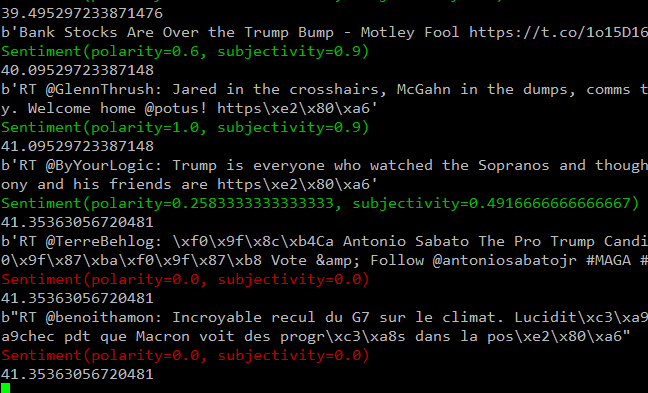 39.495297233871476
b'Bank Stocks Are Over the Trump Bump - Motley Fool https://t.co/1o15D16
Sentiment(polarity=0.6, subjectivity=0.9)
40.09529723387148
b'RT @GlennThrush: Jared in the crosshairs, McGahn in the dumps, comms t
y. Welcome home @potus! https\xe2\x80\xa6'
Sentiment(polarity=1.0, subjectivity=0.9)
41.09529723387148
b'RT @ByYourLogic: Trump is everyone who watched the Sopranos and though
ony and his friends are https\xe2\x80\xa6'
Sentiment(polarity=0.2583333333333333, subjectivity=0.4916666666666667)
41.35363056720481
b'RT @TerreBehlog: \xf0\x9f\x8c\xb4Ca Antonio Sabato The Pro Trump Candi
0\x9f\x87\xba\xf0\x9f\x87\xb8 Vote &amp; Follow @antoniosabatojr #MAGA #
Sentiment(polarity=0.0, subjectivity=0.0)
41.35363056720481
b"RT @benoithamon: Incroyable recul du G7 sur le climat. Lucidit\xc3\xa9
a9chec pdt que Macron voit des progr\xc3\xa8s dans la pos\xe2\x80\xa6"
Sentiment(polarity=0.0, subjectivity=0.0)
41.35363056720481